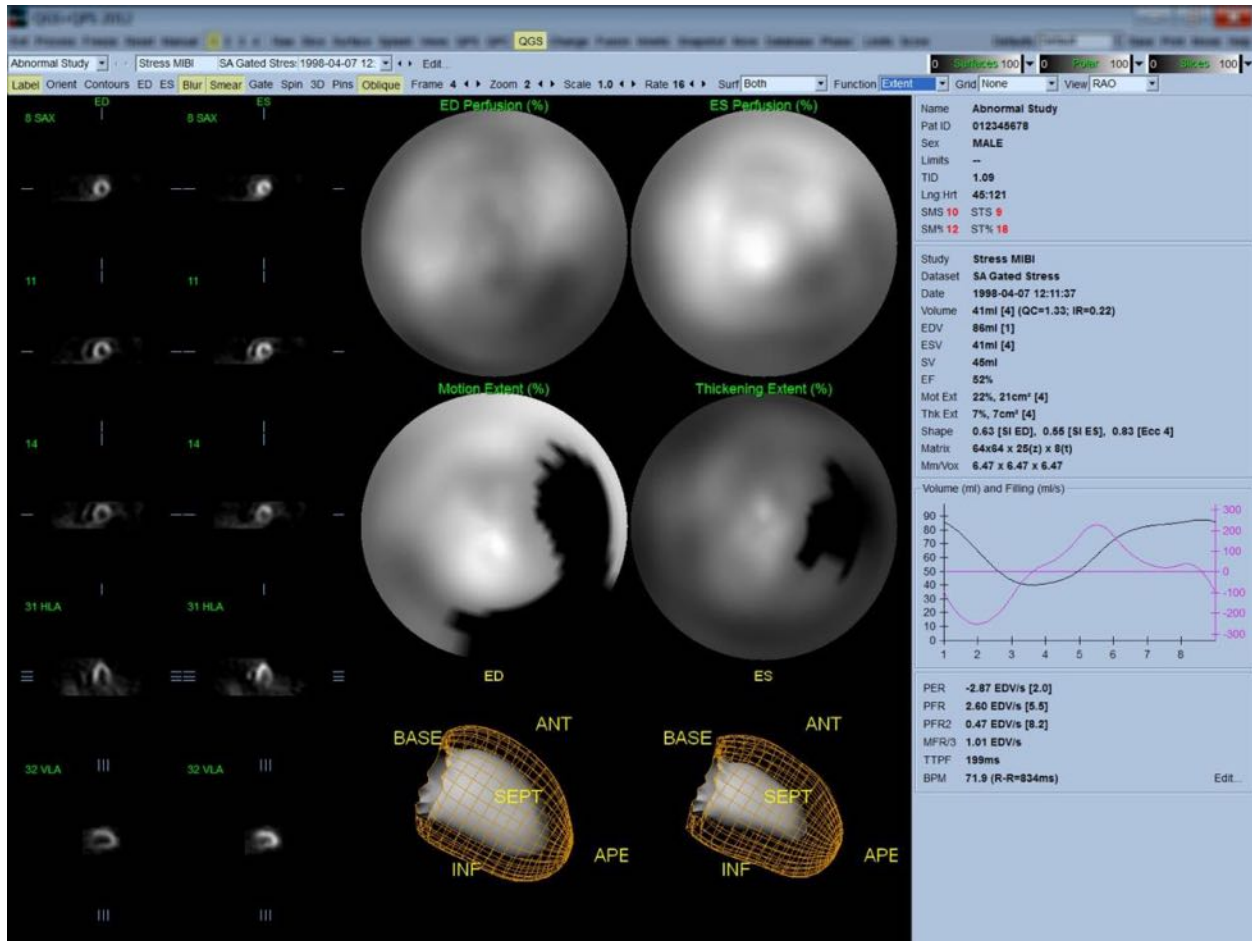 QGS+QPS 2012
QGS
Abnormal Study Stress MIBI SA Gated Stres: 1998-04-07 12: Edit...
0 Surfaces 100 0 Polar 100 0 Slices 100
Label Orient Contours ED ES Blur Smear Gate Spin 3D Pins Oblique Frame 4 Zoom 2 Scale 1.0 Rate 16 Surf Both Function Extent Grid None View RAO
ED ES
8 SAX 8 SAX
11 11
14 14
31 HLA 31 HLA
32 VLA 32 VLA
ED Perfusion (%) ES Perfusion (%)
Motion Extent (%) Thickening Extent (%)
ED ES
BASE ANT BASE ANT
SEPT SEPT
INF APE INF APE
Name Abnormal Study
Pat ID 012345678
Sex MALE
Limits --
TID 1.09
Lng:Hrt 45:121
SMS 10 STS 9
SM% 12 ST% 18
Study Stress MIBI
Dataset SA Gated Stress
Date 1998-04-07 12:11:37
Volume 41ml [4] (QC=1.33; IR=0.22)
EDV 86ml [1]
ESV 41ml [4]
SV 45ml
EF 52%
Mot Ext 22%, 21cm² [4]
Thk Ext 7%, 7cm² [4]
Shape 0.63 [SI ED], 0.55 [SI ES], 0.83 [Ecc 4]
Matrix 64x64 x 25(z) x 8(t)
Mm/Vox 6.47 x 6.47 x 6.47
Volume (ml) and Filling (ml/s)
90 300
80 200
70
60 100
50 0
40
30 -100
20 -200
10
0 -300
1 2 3 4 5 6 7 8
PER -2.87 EDV/s [2.0]
PFR 2.60 EDV/s [5.5]
PFR2 0.47 EDV/s [8.2]
MFR/3 1.01 EDV/s
TTPF 199ms
BPM 71.9 (R-R=834ms) Edit...